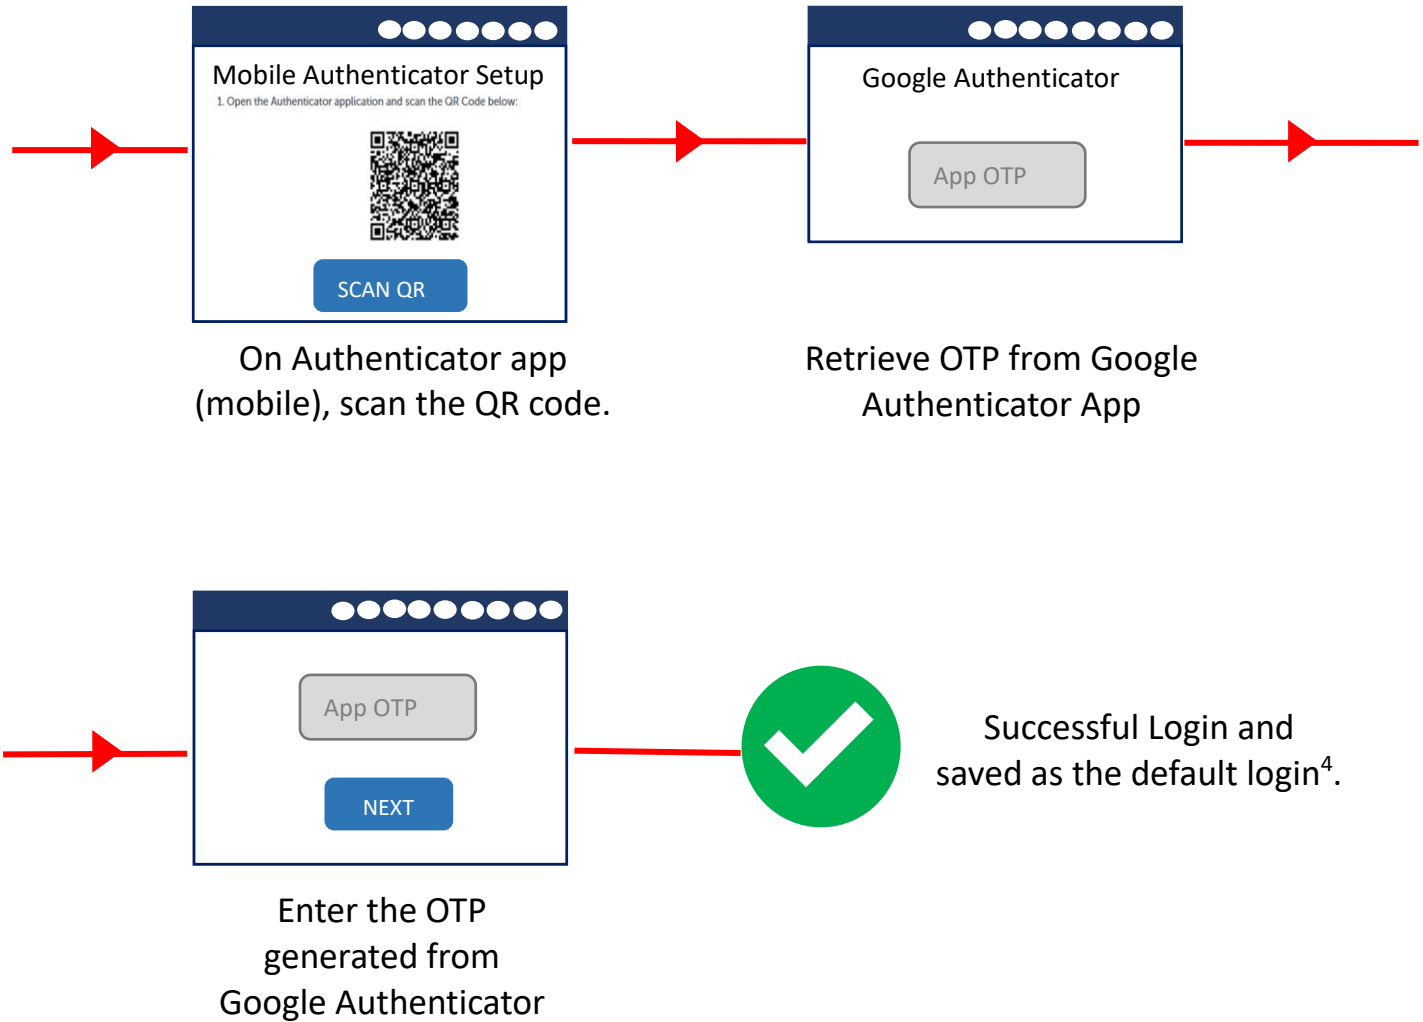 Mobile Authenticator Setup
1. Open the Authenticator application and scan the QR Code below:
SCAN QR
On Authenticator app
(mobile), scan the QR code.
Google Authenticator
App OTP
Retrieve OTP from Google
Authenticator App
App OTP
NEXT
Enter the OTP
generated from
Google Authenticator
Successful Login and
saved as the default login⁴.